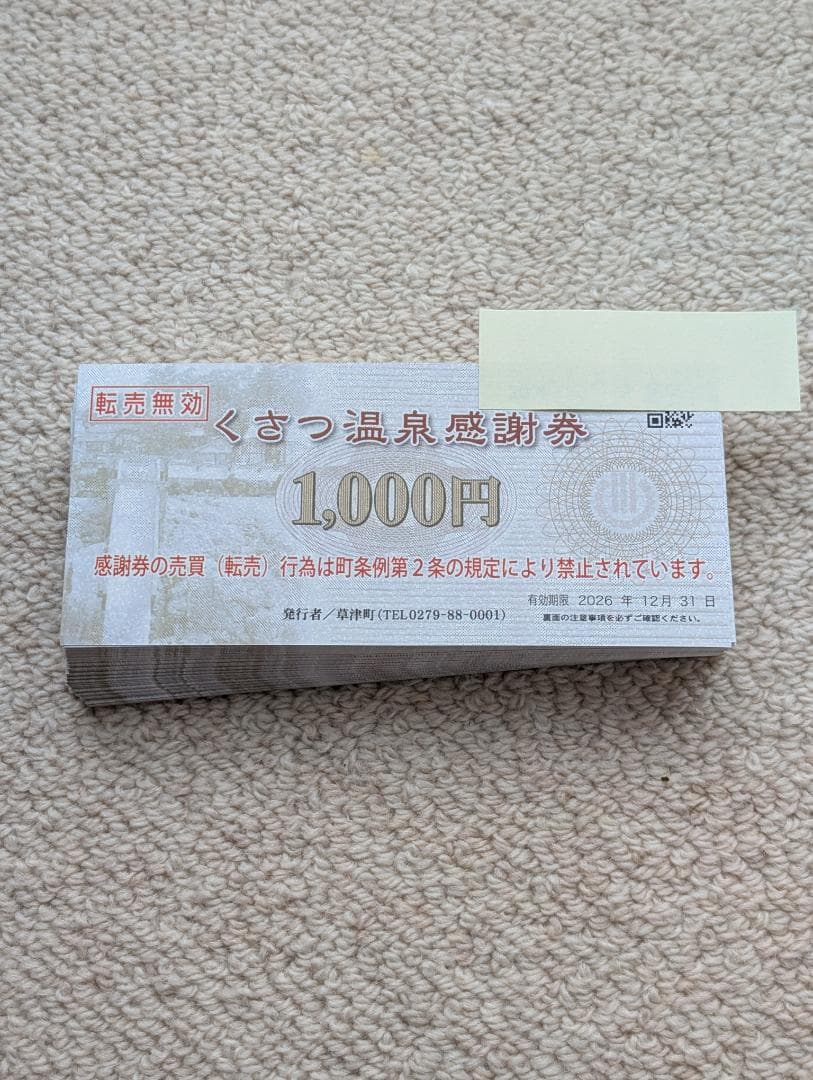 転売無効
くさつ温泉感謝券
1,000円
感謝券の売買（転売）行為は町条例第２条の規定により禁止されています。
有効期限 2026 年 12月 31 日
発行者／草津町(TEL0279-88-0001)
裏面の注意事項を必ずご確認ください。